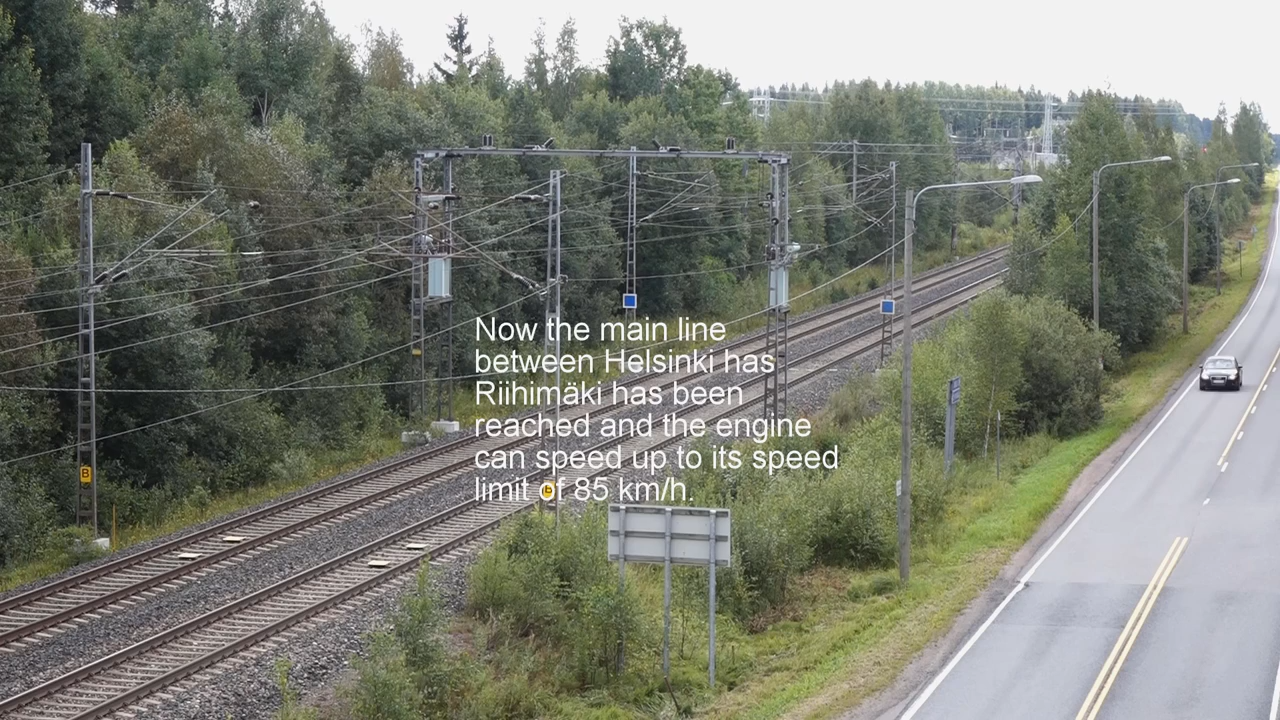 Now the main line
between Helsinki has
Riihimäki has been
reached and the engine
can speed up to its speed
limit of 85 km/h.
B